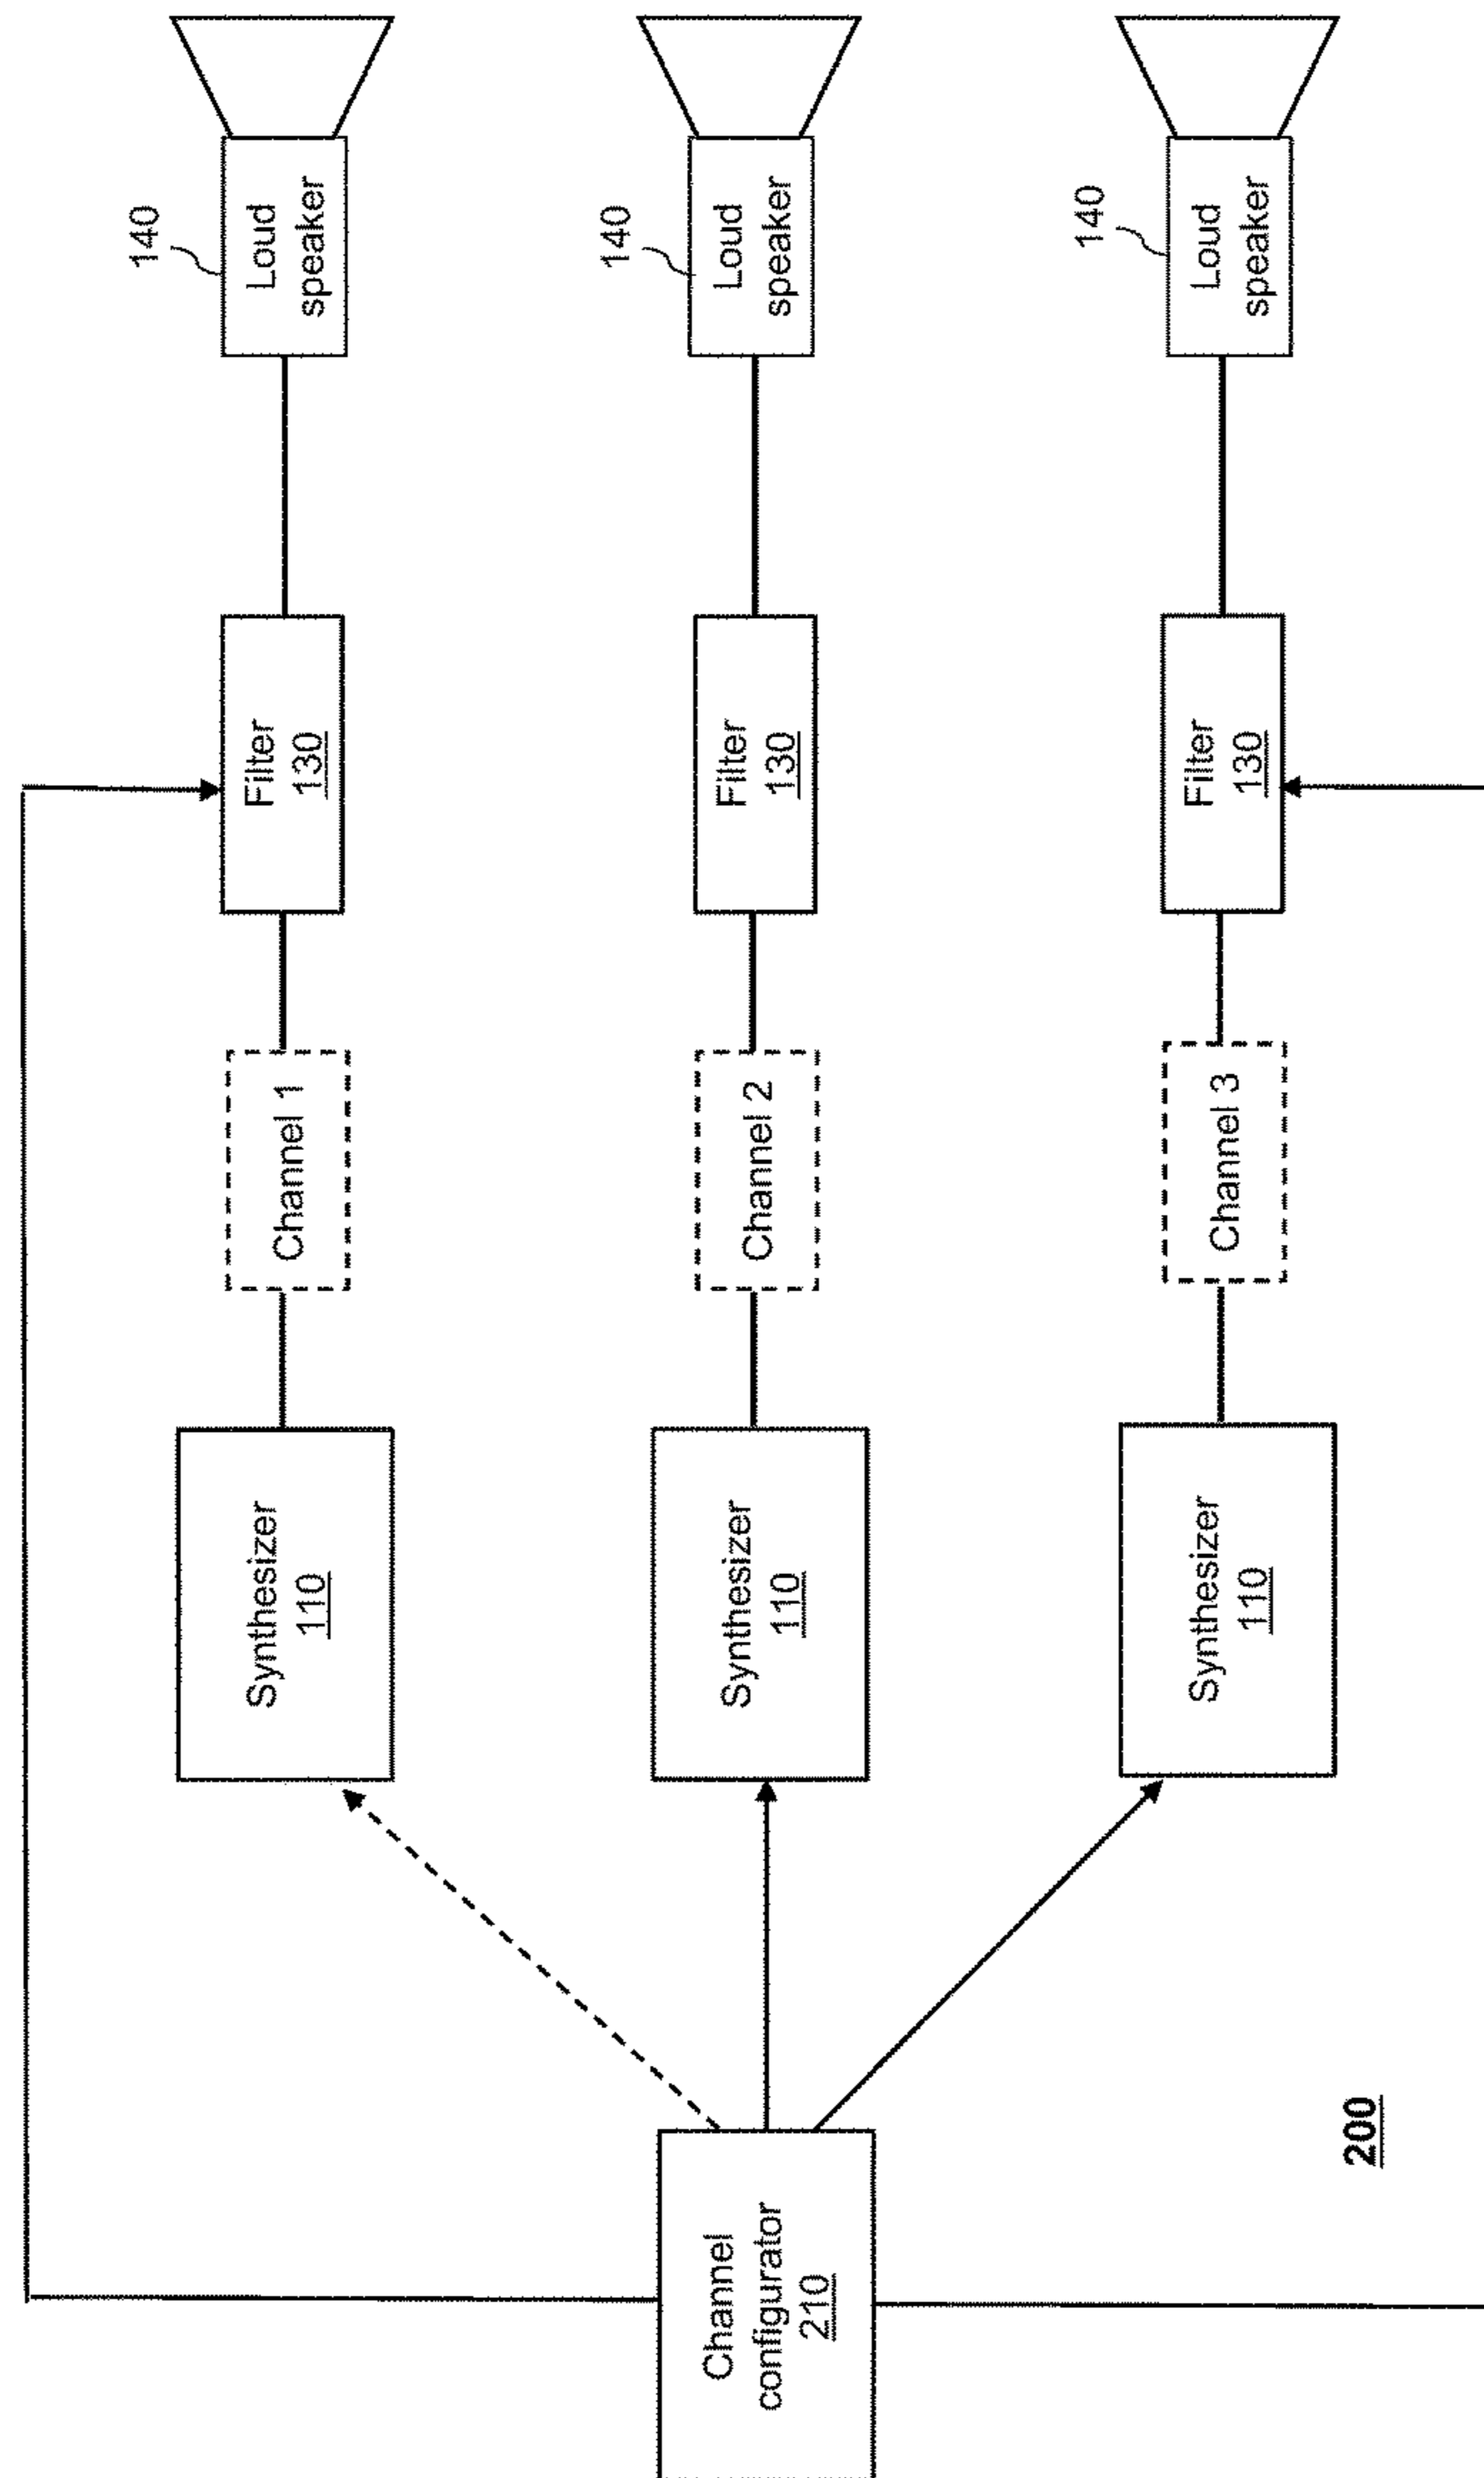 Channel
configurator
210
Synthesizer
110
Channel 1
Filter
130
140
Loud
speaker
Synthesizer
110
Channel 2
Filter
130
140
Loud
speaker
Synthesizer
110
Channel 3
Filter
130
140
Loud
speaker
200